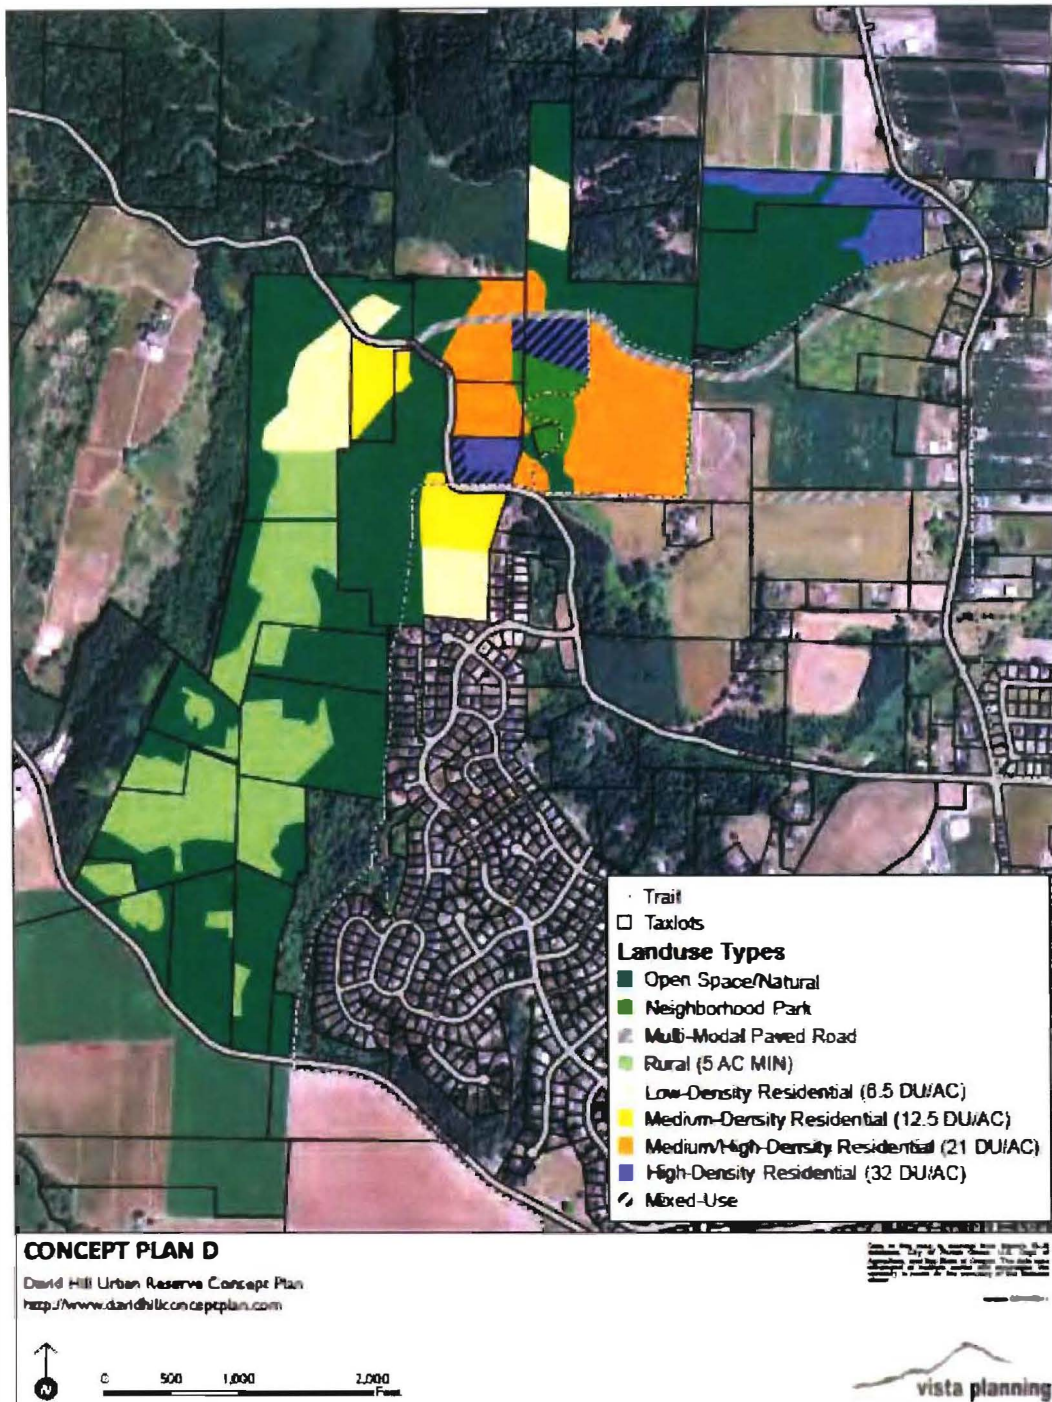 Trail
Taxlots
Landuse Types
Open Space/Natural
Neighborhood Park
Multi-Modal Paved Road
Rural (5 AC MIN)
Low-Density Residential (6.5 DU/AC)
Medium-Density Residential (12.5 DU/AC)
Medium/High-Density Residential (21 DU/AC)
High-Density Residential (32 DU/AC)
Mixed-Use
CONCEPT PLAN D
David Hill Urban Reserve Concept Plan
http://www.davidhillconceptplan.com
N
0 500 1,000 2,000
Feet
vista planning